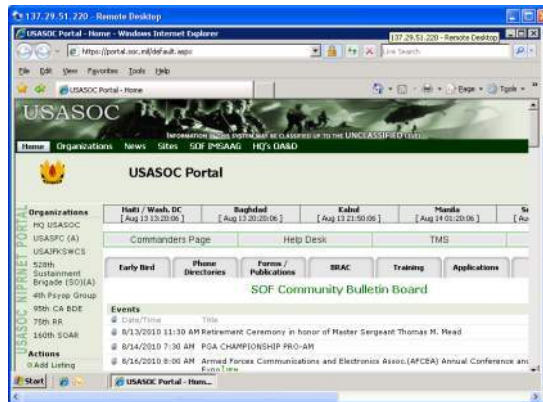 137.29.51.220 - Remote Desktop
USASOC Portal - Home - Windows Internet Explorer
137.29.51.220 - Remote Desktop
https://portal.soc.mil/default.aspx
Live Search
File Edit View Favorites Tools Help
USASOC Portal - Home
Page Tools
USASOC
INFORMATION IN THIS SYSTEM MAY BE CLASSIFIED UP TO THE UNCLASSIFIED LEVEL
Home Organizations News Sites SOF IMSAAG HQ's OA&D
USASOC Portal
USASOC NIPRNET PORTAL
Organizations
HQ USASOC
USASFC (A)
USAJFKSWCS
528th
Sustainment
Brigade (SO)(A)
4th Psyop Group
95th CA BDE
75th RR
160th SOAR
Actions
Add Listing
Haiti / Wash. DC Baghdad Kabul Manila
[ Aug 13 13:20:06 ] [ Aug 13 20:20:06 ] [ Aug 13 21:50:06 ] [ Aug 14 01:20:06 ]
Commanders Page Help Desk TMS
Early Bird Phone Directories Forms / Publications BRAC Training Applications
SOF Community Bulletin Board
Events
Date/Time Title
8/13/2010 11:30 AM Retirement Ceremony in honor of Master Sergeant Thomas M. Mead
8/14/2010 7:30 AM PGA CHAMPIONSHIP PRO-AM
8/16/2010 8:00 AM Armed Forces Communications and Electronics Assoc.(AFCEA) Annual Conference and
Start USASOC Portal - Hom...